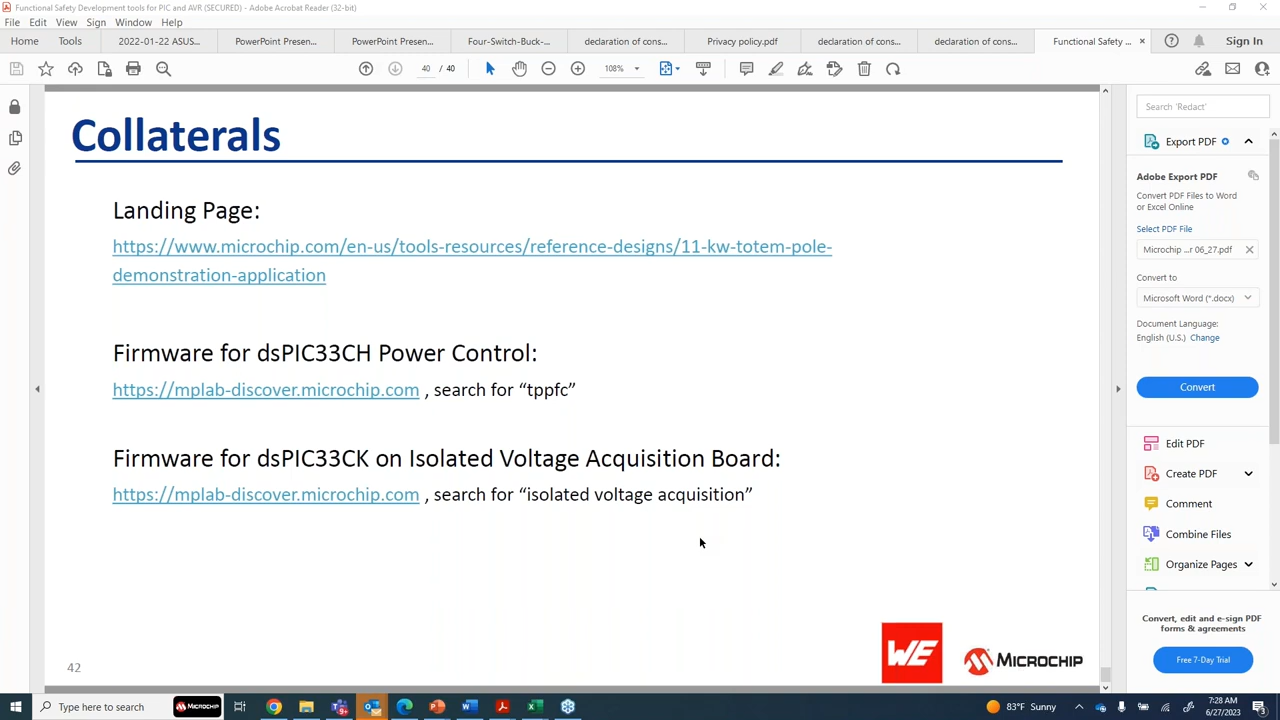 Functional Safety Development tools for PIC and AVR (SECURED) - Adobe Acrobat Reader (32-bit)
File Edit View Sign Window Help
Home Tools 2022-01-22 ASUS... PowerPoint Presen... PowerPoint Presen... Four-Switch-Buck-... declaration of cons... Privacy policy.pdf declaration of cons... declaration of cons... Functional Safety ... Sign In
40 / 40 108%
Collaterals
Landing Page:
https://www.microchip.com/en-us/tools-resources/reference-designs/11-kw-totem-pole-
demonstration-application
Firmware for dsPIC33CH Power Control:
https://mplab-discover.microchip.com , search for “tppfc”
Firmware for dsPIC33CK on Isolated Voltage Acquisition Board:
https://mplab-discover.microchip.com , search for “isolated voltage acquisition”
42
WE MICROCHIP
Search 'Redact'
Export PDF
Adobe Export PDF
Convert PDF Files to Word
or Excel Online
Select PDF File
Microchip ...r 06_27.pdf
Convert to
Microsoft Word (*.docx)
Document Language:
English (U.S.) Change
Convert
Edit PDF
Create PDF
Comment
Combine Files
Organize Pages
Convert, edit and e-sign PDF
forms & agreements
Free 7-Day Trial
Type here to search MICROCHIP 83°F Sunny 7:28 AM
6/27/2023 3